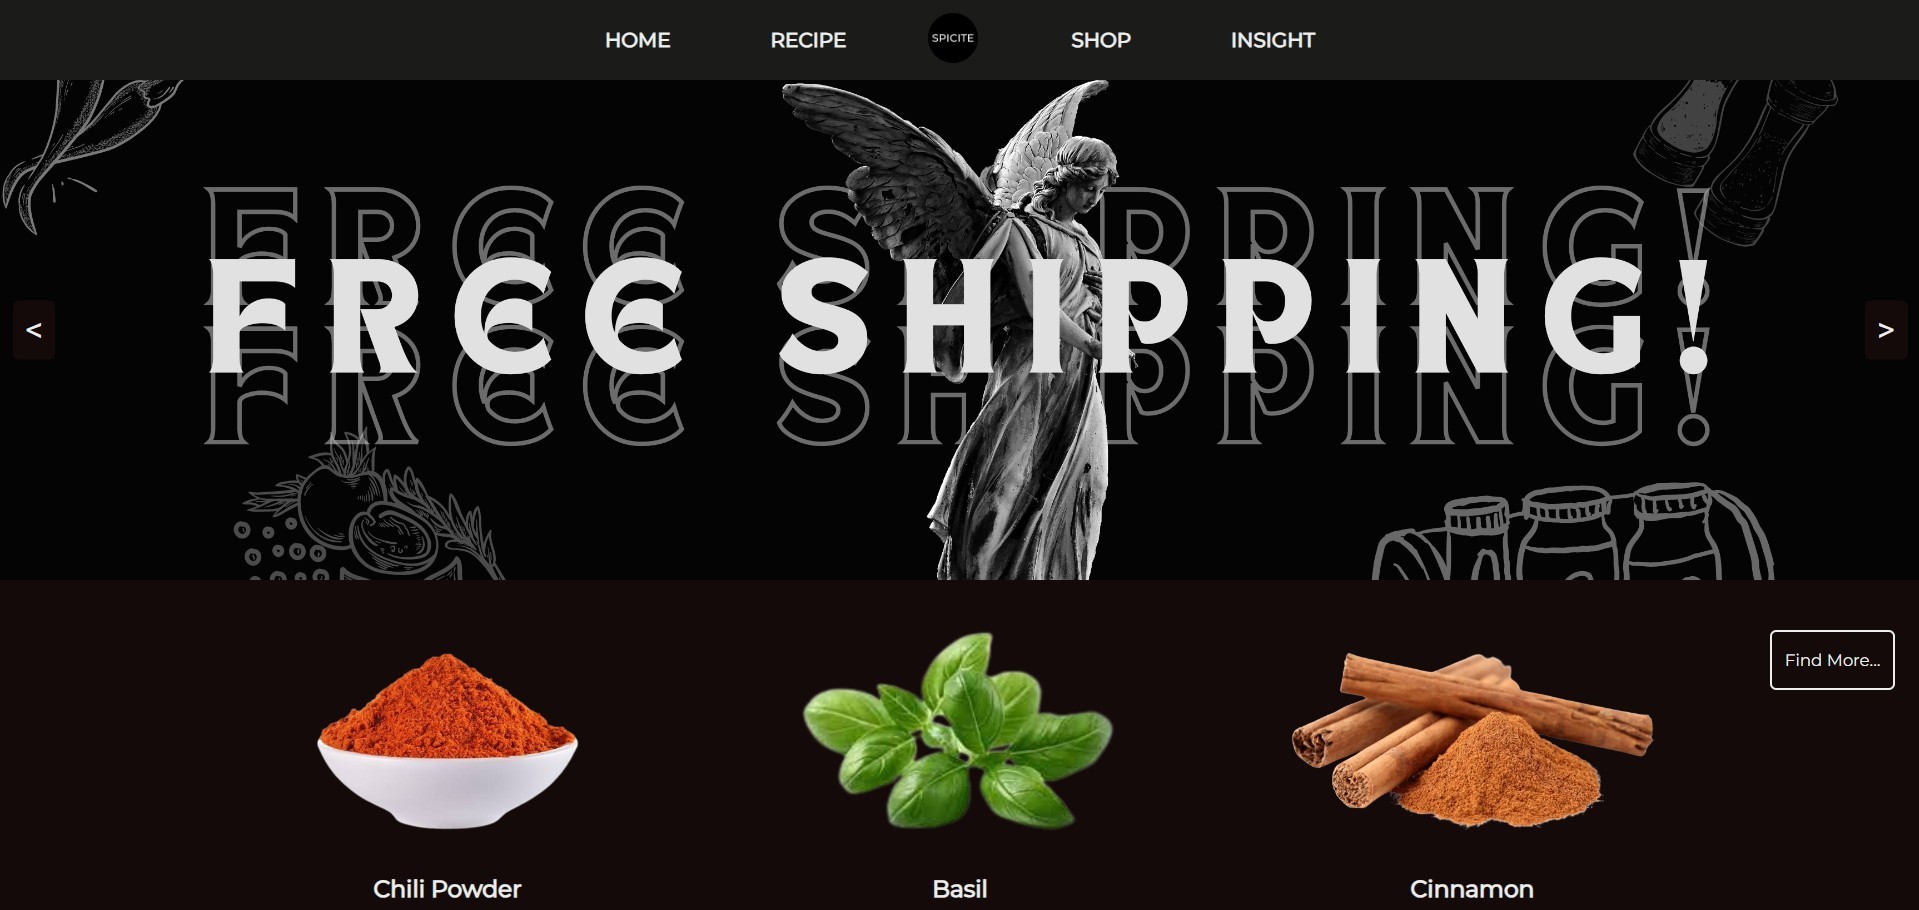 HOME RECIPE SPICITE SHOP INSIGHT
FREE SHIPPING!
FREE SHIPPING!
FREE SHIPPING!
< >
Find More...
Chili Powder Basil Cinnamon